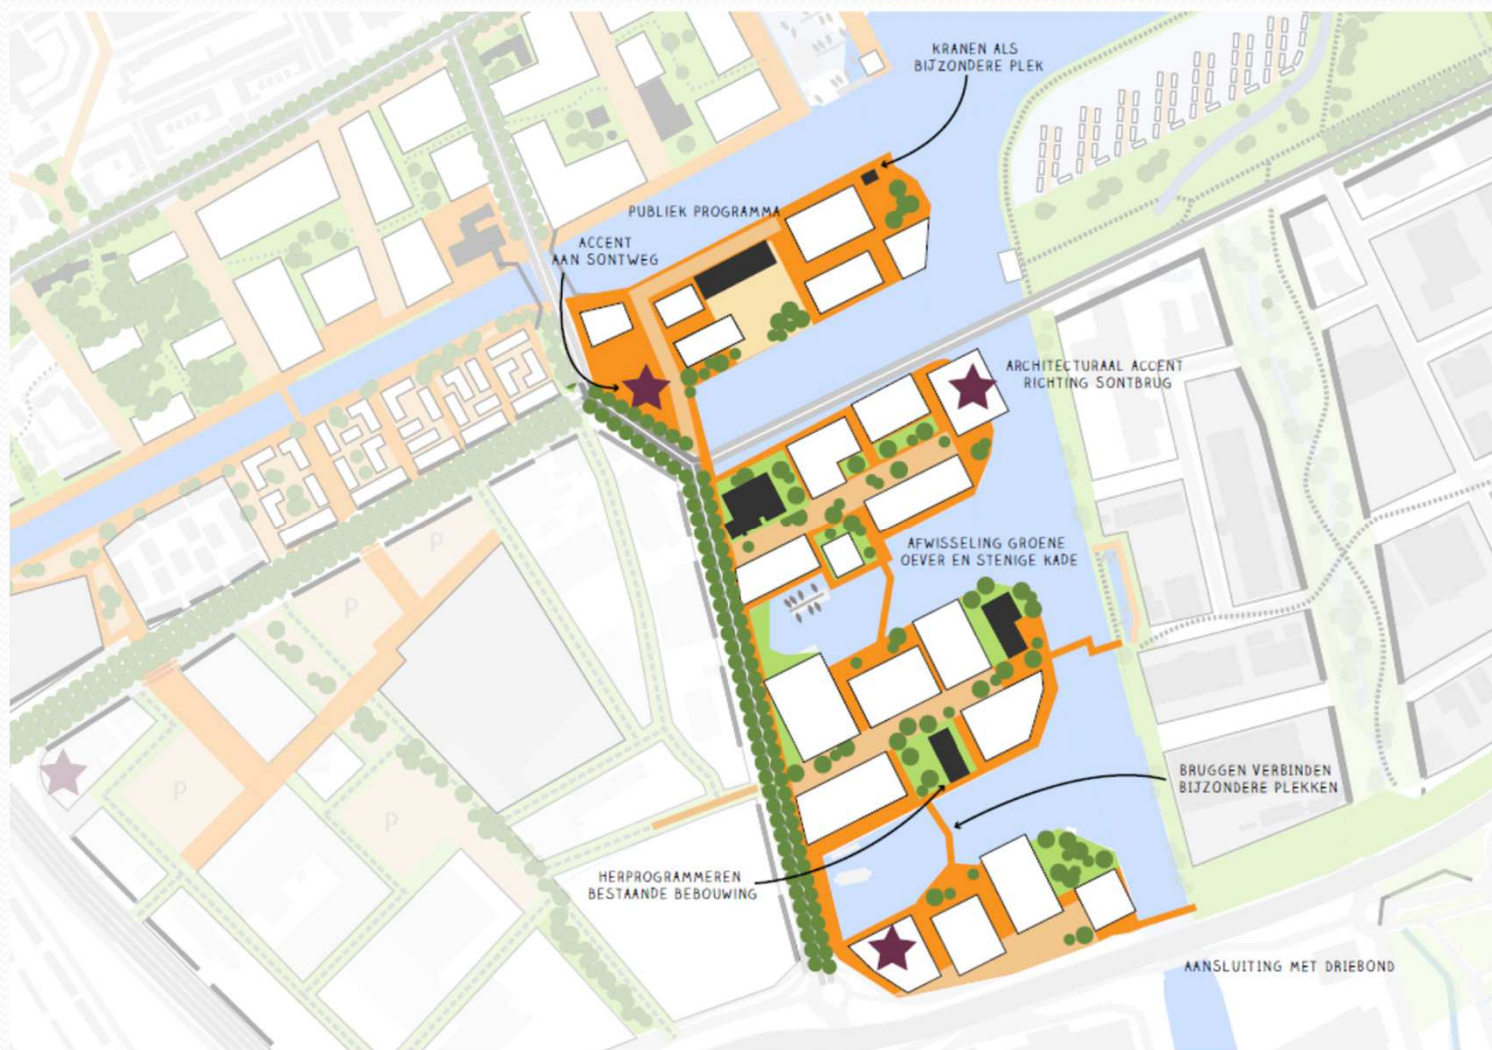 KRANEN ALS
BIJZONDERE PLEK
PUBLIEK PROGRAMMA
ACCENT
AAN SONTWEG
ARCHITECTURAAL ACCENT
RICHTING SONTBRUG
AFWISSELING GROENE
OEVER EN STENIGE KADE
P
P
P
P
BRUGGEN VERBINDEN
BIJZONDERE PLEKKEN
HERPROGRAMMEREN
BESTAANDE BEBOUWING
AANSLUITING MET DRIEBOND